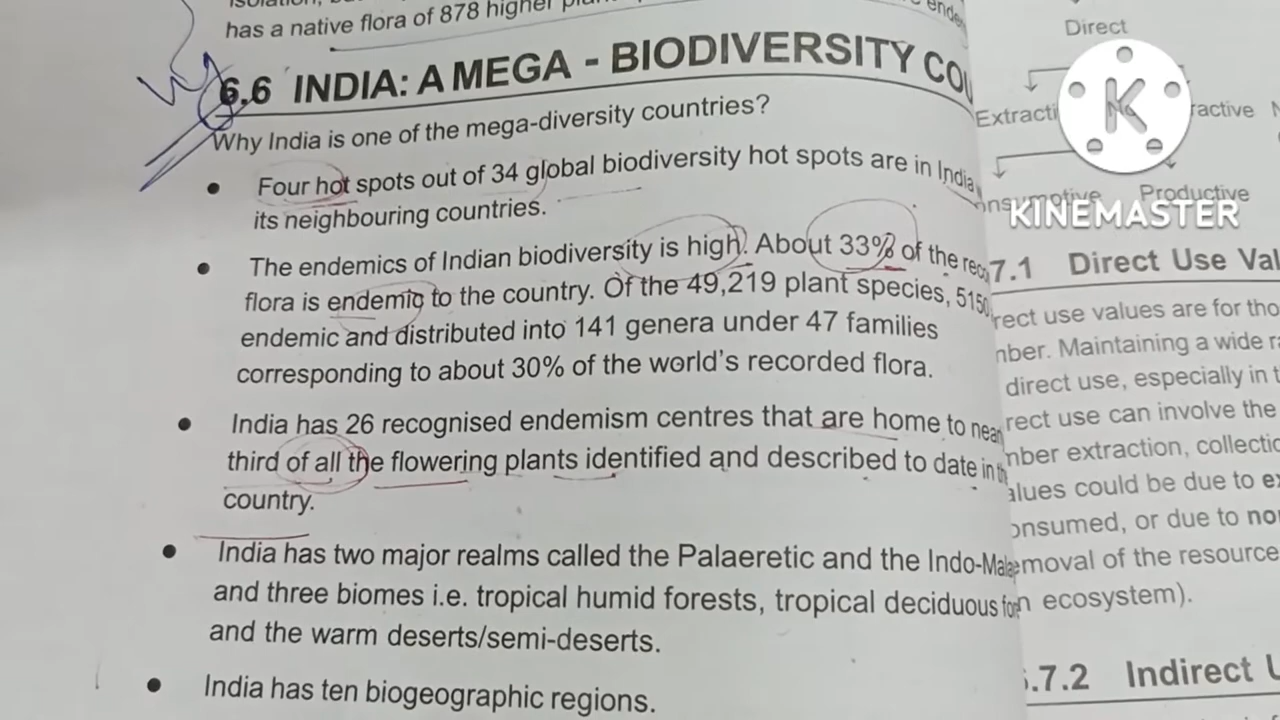 has a native flora of 878 higher
6.6 INDIA: A MEGA - BIODIVERSITY COU
Why India is one of the mega-diversity countries?
• Four hot spots out of 34 global biodiversity hot spots are in India
its neighbouring countries.
• The endemics of Indian biodiversity is high. About 33% of the reco
flora is endemic to the country. Of the 49,219 plant species, 5150
endemic and distributed into 141 genera under 47 families
corresponding to about 30% of the world's recorded flora.
• India has 26 recognised endemism centres that are home to near
third of all the flowering plants identified and described to date in th
country.
• India has two major realms called the Palaeretic and the Indo-Mala
and three biomes i.e. tropical humid forests, tropical deciduous for
and the warm deserts/semi-deserts.
• India has ten biogeographic regions.
Direct
Extracti
ractive
onsumotive Productive
KINEMASTER
7.1 Direct Use Val
rect use values are for tho
nber. Maintaining a wide ra
direct use, especially in t
rect use can involve the
nber extraction, collectio
alues could be due to ex
onsumed, or due to non
emoval of the resource
n ecosystem).
.7.2 Indirect U